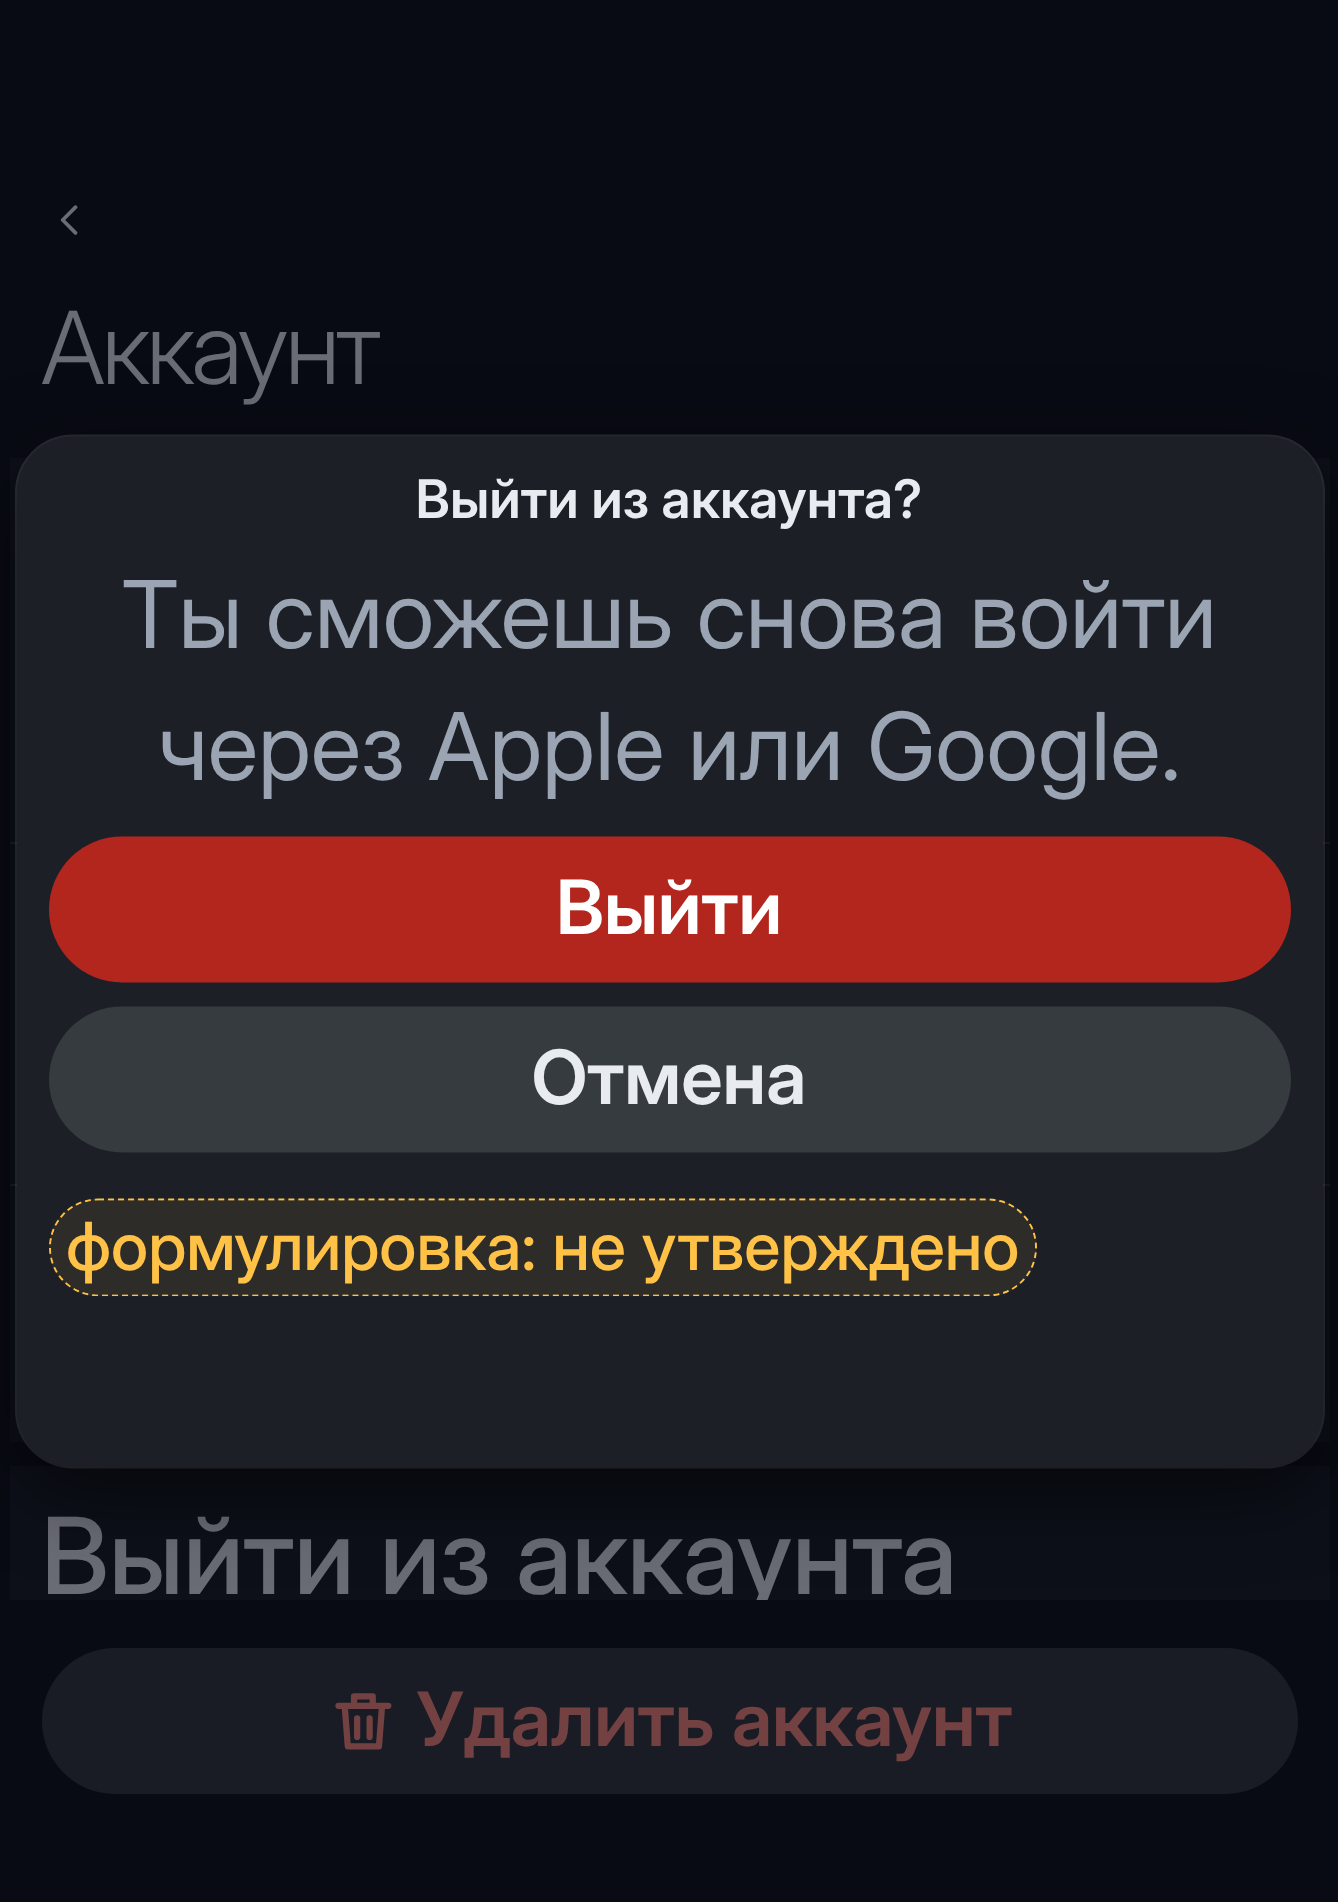 Аккаунт
Выйти из аккаунта?
Ты сможешь снова войти
через Apple или Google.
Выйти
Отмена
формулировка: не утверждено
Выйти из аккаунта
Удалить аккаунт